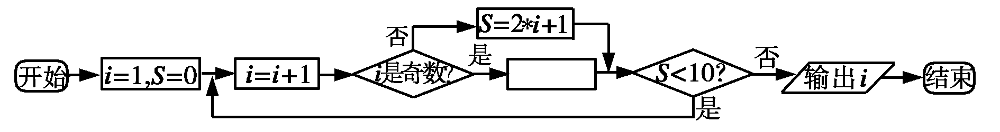 开始
i=1,S=0
i=i+1
i是奇数?
否
S=2*i+1
是
S<10?
是
否
输出i
结束